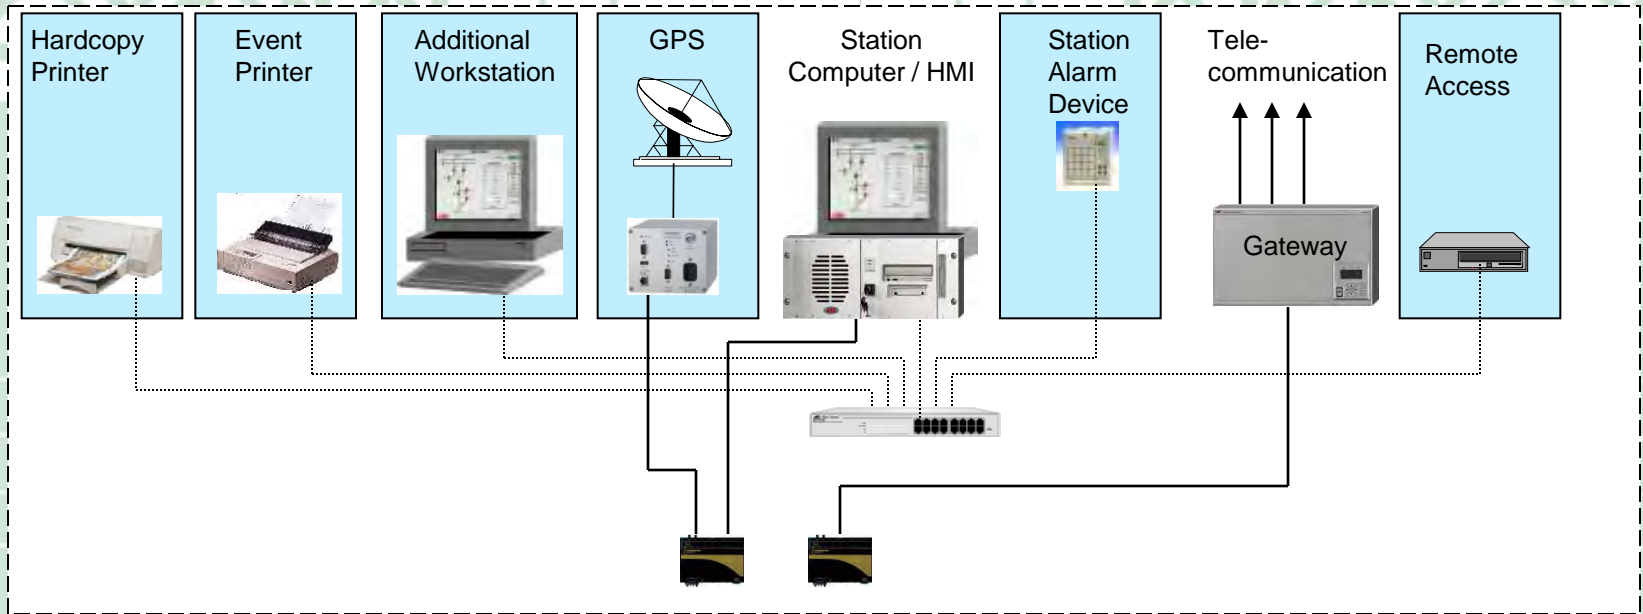 Hardcopy
Printer
Event
Printer
Additional
Workstation
GPS
Station
Computer / HMI
Station
Alarm
Device
Tele-
communication
Remote
Access
Gateway